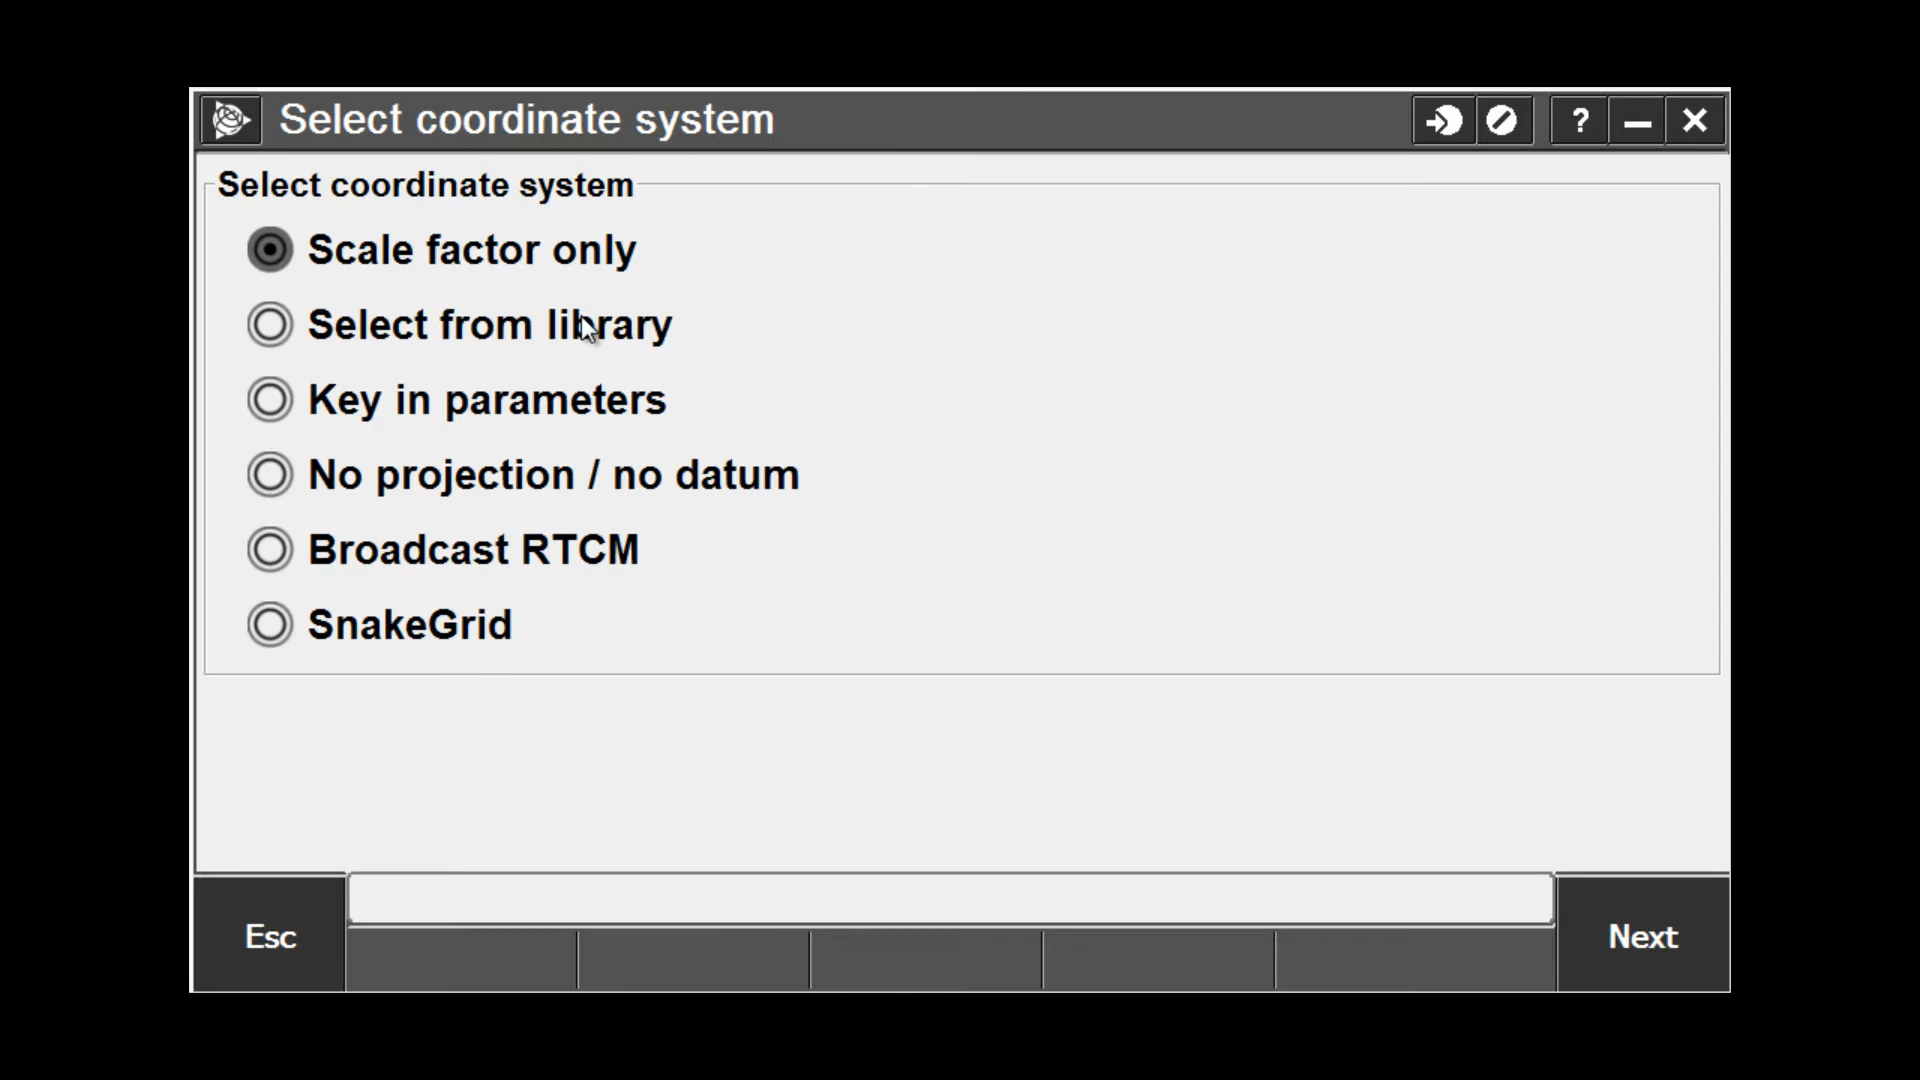 Select coordinate system
?
Select coordinate system
Scale factor only
Select from library
Key in parameters
No projection / no datum
Broadcast RTCM
SnakeGrid
Esc
Next